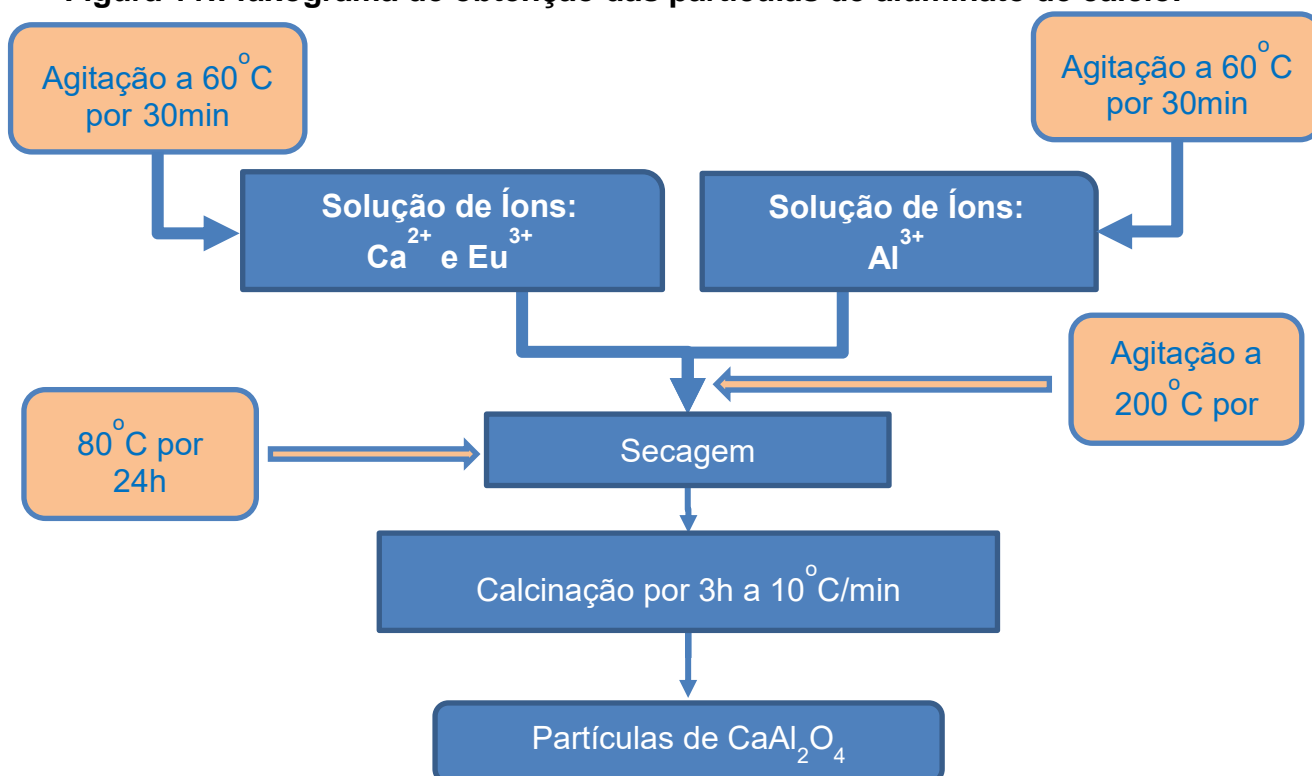 Agitação a 60°C
por 30min
Agitação a 60°C
por 30min
Solução de Íons:
Ca²⁺ e Eu³⁺
Solução de Íons:
Al³⁺
Agitação a
200°C por
80°C por
24h
Secagem
Calcinação por 3h a 10°C/min
Partículas de CaAl₂O₄